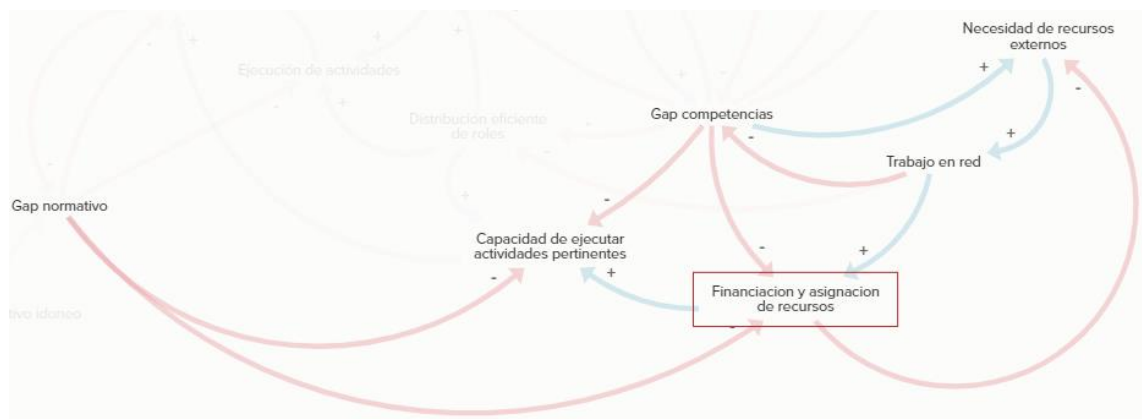 Necesidad de recursos
externos
Ejecución de actividades
Gap competencias
Distribución eficiente
de roles
Trabajo en red
Gap normativo
Capacidad de ejecutar
actividades pertinentes
Financiacion y asignacion
de recursos
tivo idoneo